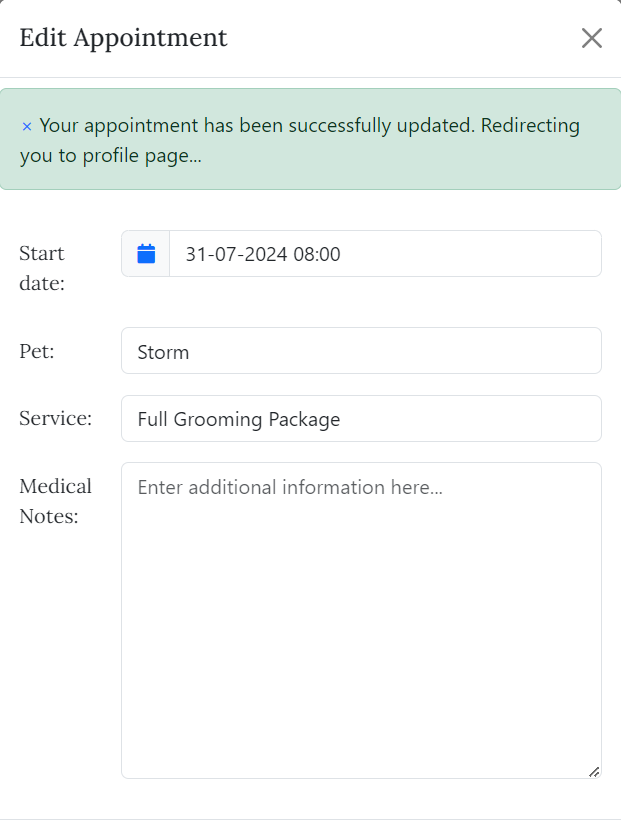 Edit Appointment
× Your appointment has been successfully updated. Redirecting
you to profile page...
Start
date:
31-07-2024 08:00
Pet:
Storm
Service:
Full Grooming Package
Medical
Notes:
Enter additional information here...